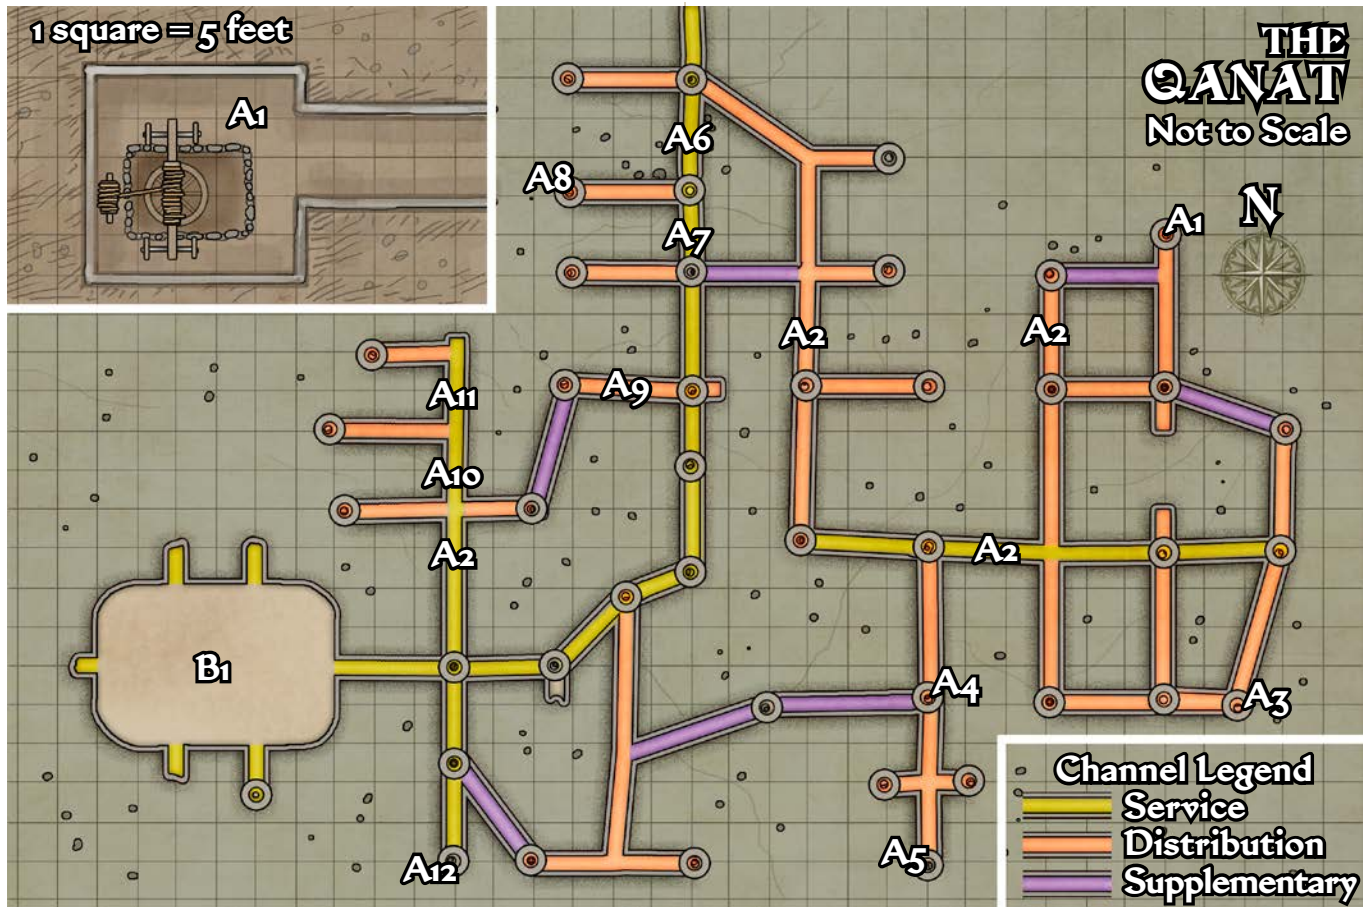 1 square = 5 feet
A1
THE
QANAT
Not to Scale
N
A6
A8
A7
A1
A2
A2
A9
A11
A10
A2
A2
B1
A4
A3
A12
A5
Channel Legend
Service
Distribution
Supplementary